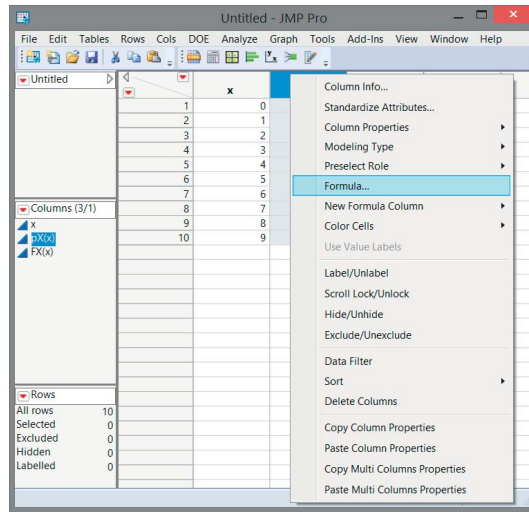 Untitled - JMP Pro
File Edit Tables Rows Cols DOE Analyze Graph Tools Add-Ins View Window Help
Untitled
x
1 0
2 1
3 2
4 3
5 4
6 5
7 6
8 7
9 8
10 9
Columns (3/1)
x
pX(x)
FX(x)
Rows
All rows 10
Selected 0
Excluded 0
Hidden 0
Labelled 0
Column Info...
Standardize Attributes...
Column Properties
Modeling Type
Preselect Role
Formula...
New Formula Column
Color Cells
Use Value Labels
Label/Unlabel
Scroll Lock/Unlock
Hide/Unhide
Exclude/Unexclude
Data Filter
Sort
Delete Columns
Copy Column Properties
Paste Column Properties
Copy Multi Columns Properties
Paste Multi Columns Properties